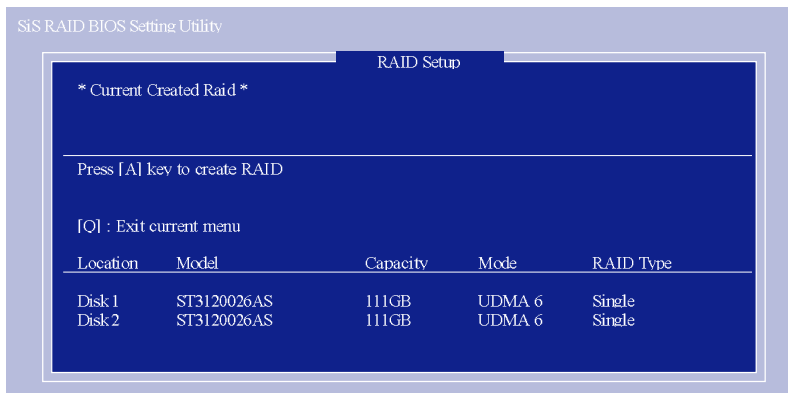 SiS RAID BIOS Setting Utility
RAID Setup
* Current Created Raid *
Press [A] key to create RAID
[Q] : Exit current menu
Location Model Capacity Mode RAID Type
Disk 1 ST3120026AS 111GB UDMA 6 Single
Disk 2 ST3120026AS 111GB UDMA 6 Single